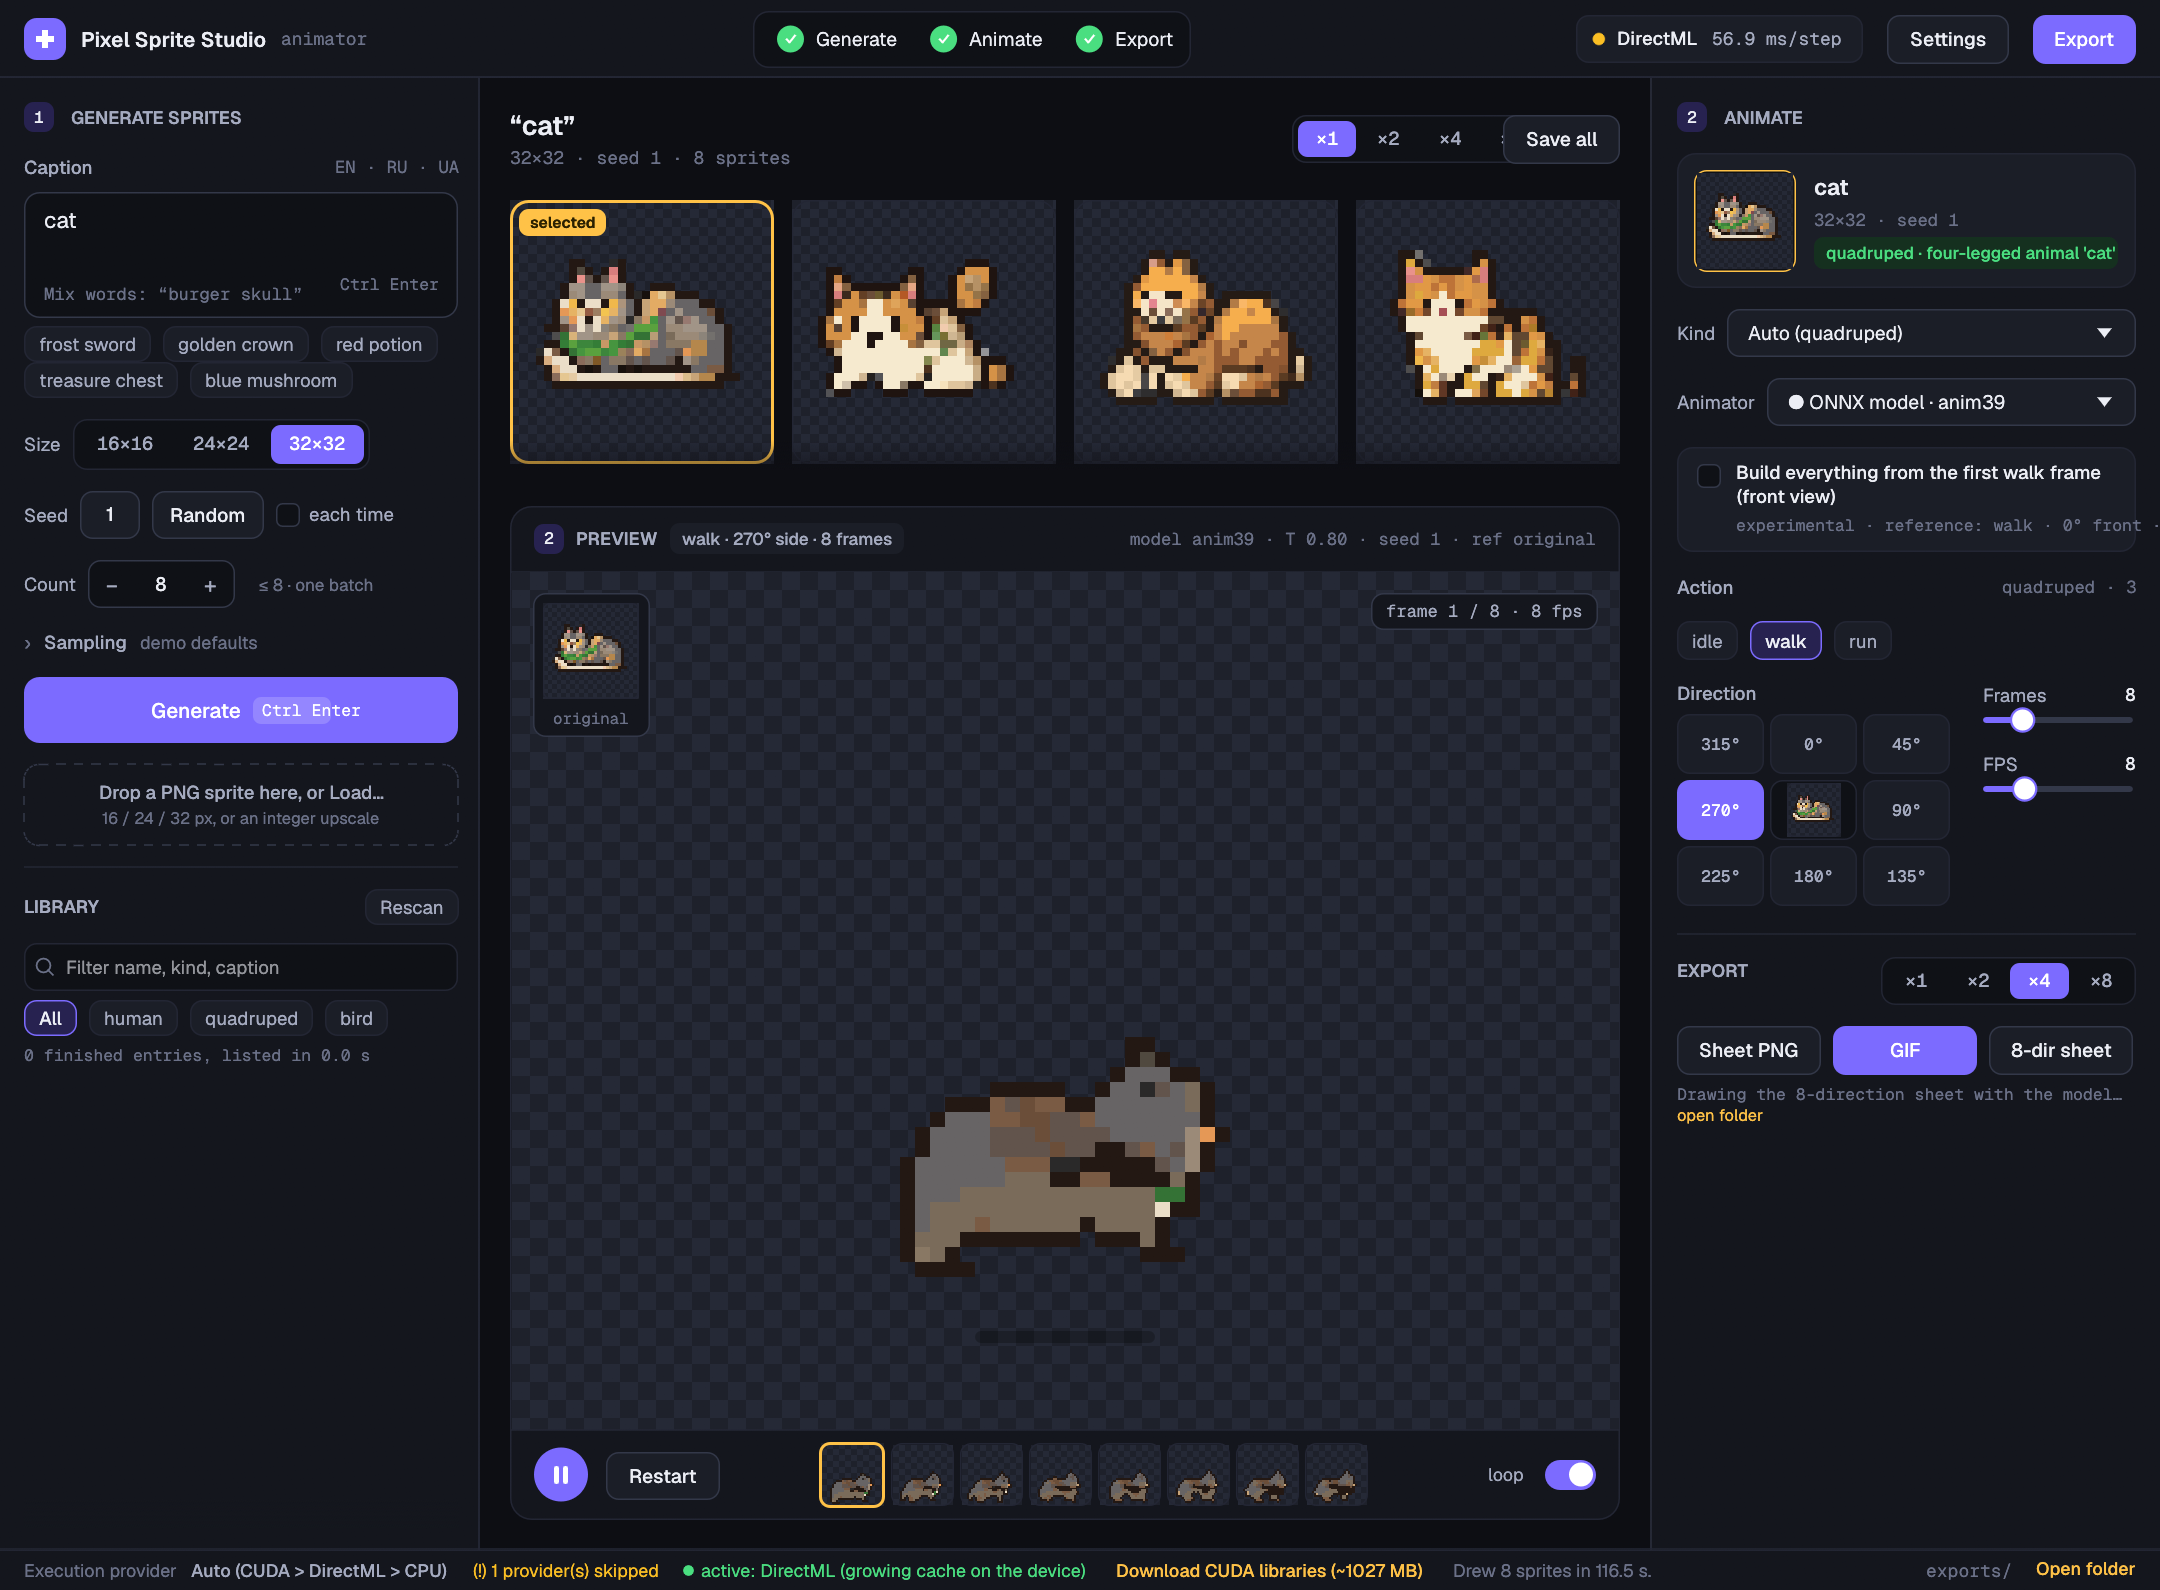 Pixel Sprite Studio animator
Generate Animate Export
DirectML 56.9 ms/step
Settings
Export
1 GENERATE SPRITES
Caption EN · RU · UA
cat
Mix words: “burger skull” Ctrl Enter
frost sword golden crown red potion
treasure chest blue mushroom
Size 16×16 24×24 32×32
Seed 1 Random each time
Count − 8 + ≤ 8 · one batch
› Sampling demo defaults
Generate Ctrl Enter
Drop a PNG sprite here, or Load…
16 / 24 / 32 px, or an integer upscale
LIBRARY Rescan
Filter name, kind, caption
All human quadruped bird
0 finished entries, listed in 0.0 s
“cat”
32×32 · seed 1 · 8 sprites
×1 ×2 ×4 Save all
selected
2 PREVIEW walk · 270° side · 8 frames
model anim39 · T 0.80 · seed 1 · ref original
original
frame 1 / 8 · 8 fps
Restart
loop
2 ANIMATE
cat
32×32 · seed 1
quadruped · four-legged animal 'cat'
Kind Auto (quadruped)
Animator ONNX model · anim39
Build everything from the first walk frame
(front view)
experimental · reference: walk · 0° front ·
Action quadruped · 3
idle walk run
Direction
315° 0° 45°
270° 90°
225° 180° 135°
Frames 8
FPS 8
EXPORT ×1 ×2 ×4 ×8
Sheet PNG GIF 8-dir sheet
Drawing the 8-direction sheet with the model…
open folder
Execution provider Auto (CUDA > DirectML > CPU) (!) 1 provider(s) skipped active: DirectML (growing cache on the device) Download CUDA libraries (~1027 MB) Drew 8 sprites in 116.5 s. exports/ Open folder